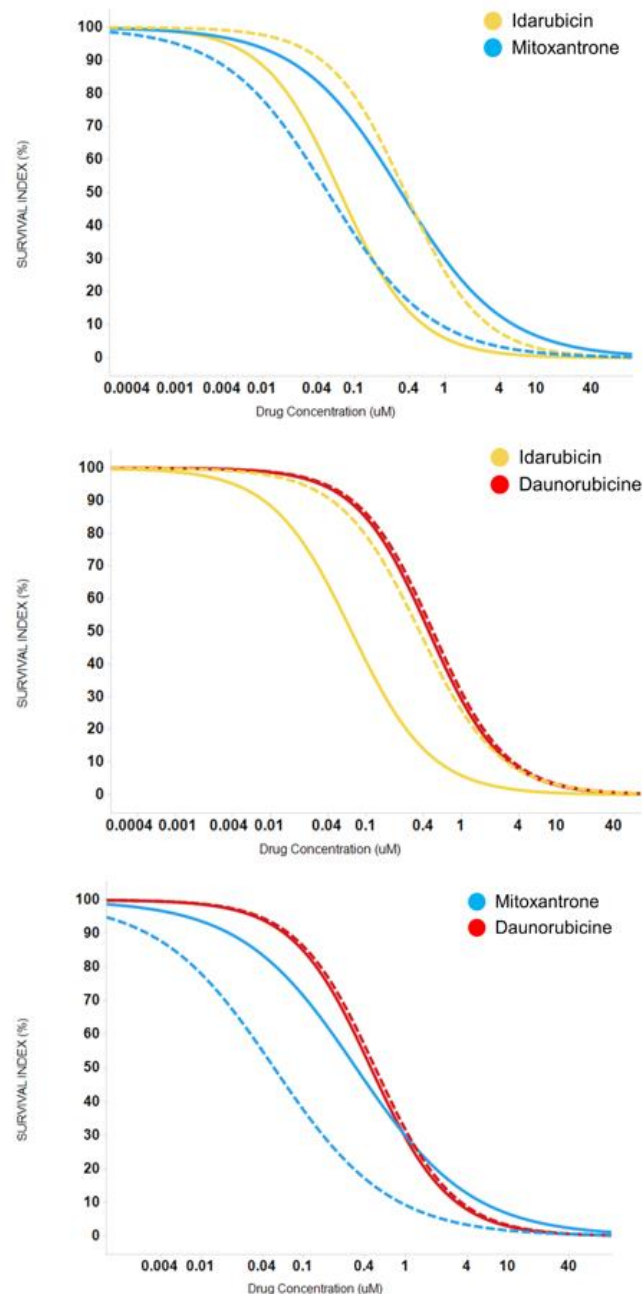 Idarubicin
Mitoxantrone
SURVIVAL INDEX (%)
100
90
80
70
60
50
40
30
20
10
0
0.0004 0.001 0.004 0.01 0.04 0.1 0.4 1 4 10 40
Drug Concentration (uM)
Idarubicin
Daunorubicine
SURVIVAL INDEX (%)
100
90
80
70
60
50
40
30
20
10
0
0.0004 0.001 0.004 0.01 0.04 0.1 0.4 1 4 10 40
Drug Concentration (uM)
Mitoxantrone
Daunorubicine
SURVIVAL INDEX (%)
100
90
80
70
60
50
40
30
20
10
0
0.004 0.01 0.04 0.1 0.4 1 4 10 40
Drug Concentration (uM)